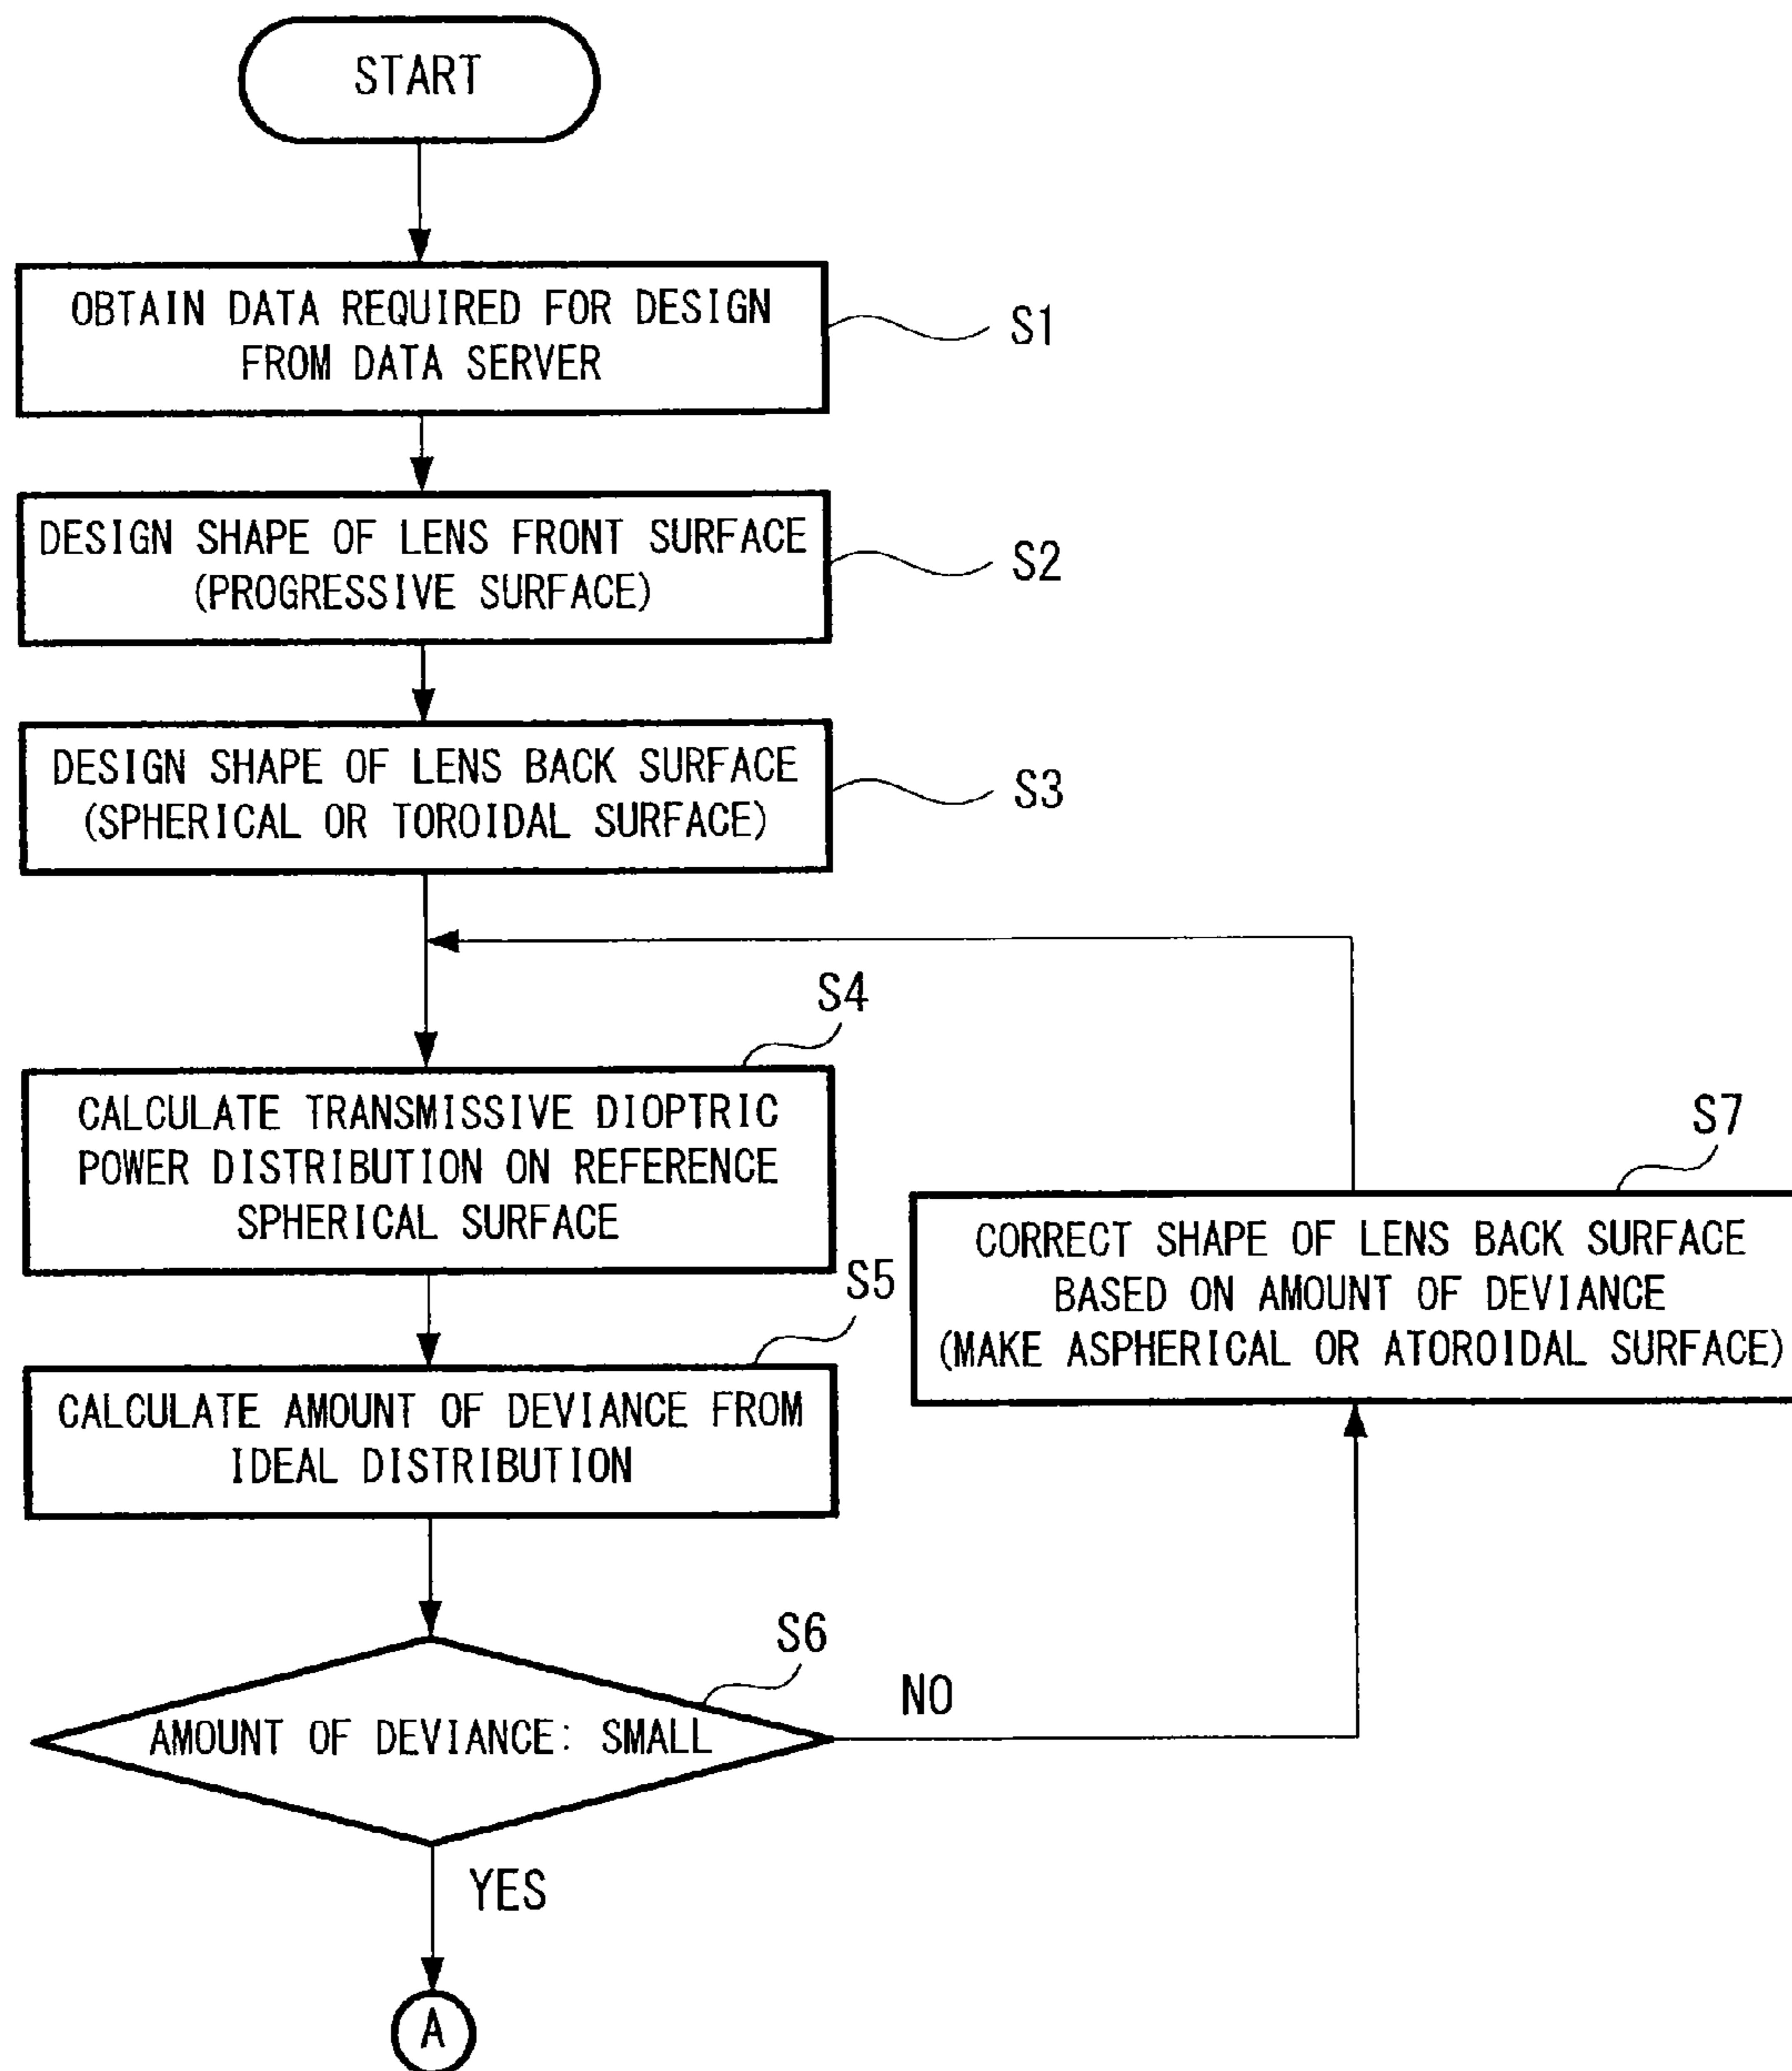 START
OBTAIN DATA REQUIRED FOR DESIGN
FROM DATA SERVER
S1
DESIGN SHAPE OF LENS FRONT SURFACE
(PROGRESSIVE SURFACE)
S2
DESIGN SHAPE OF LENS BACK SURFACE
(SPHERICAL OR TOROIDAL SURFACE)
S3
S4
CALCULATE TRANSMISSIVE DIOPTRIC
POWER DISTRIBUTION ON REFERENCE
SPHERICAL SURFACE
S7
CORRECT SHAPE OF LENS BACK SURFACE
BASED ON AMOUNT OF DEVIANCE
(MAKE ASPHERICAL OR ATOROIDAL SURFACE)
S5
CALCULATE AMOUNT OF DEVIANCE FROM
IDEAL DISTRIBUTION
S6
AMOUNT OF DEVIANCE: SMALL
NO
YES
A